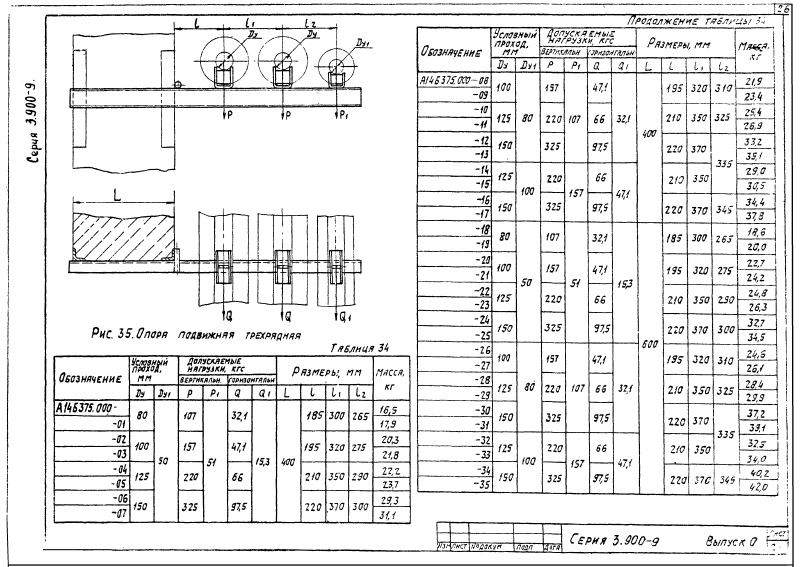 26
Серия 3.900-9.
l l₁ l₂
Dу Dу Dу₁
P P P₁
L
Q Q Q₁
Рис. 35. Опора подвижная трехрядная
Таблица 34
Обозначение Условный проход, мм Допускаемые нагрузки, кгс Размеры, мм Масса, кг
вертикальн. горизонтальн
Dу Dу₁ P P₁ Q Q₁ L l l₁ l₂
А14Б375.000- 80 50 107 51 32,1 15,3 400 185 300 265 16,5
-01 17,9
-02 100 157 47,1 195 320 275 20,3
-03 21,8
-04 125 220 66 210 350 290 22,2
-05 23,7
-06 150 325 97,5 220 370 300 29,3
-07 31,1
Продолжение таблицы 34
Обозначение Условный проход, мм Допускаемые нагрузки, кгс Размеры, мм Масса, кг
вертикальн горизонтальн.
Dу Dу₁ P P₁ Q Q₁ L l l₁ l₂
А14Б375.000-08 100 80 157 107 47,1 32,1 400 195 320 310 21,9
-09 23,4
-10 125 220 66 210 350 325 25,4
-11 26,9
-12 150 325 97,5 220 370 335 33,2
-13 35,1
-14 125 100 220 157 66 47,1 210 350 29,0
-15 30,5
-16 150 325 97,5 220 370 345 34,4
-17 37,8
-18 80 50 107 51 32,1 15,3 600 185 300 265 18,6
-19 20,0
-20 100 157 47,1 195 320 275 22,7
-21 24,2
-22 125 220 66 210 350 290 24,8
-23 26,3
-24 150 325 97,5 220 370 300 32,7
-25 34,5
-26 100 80 157 107 47,1 32,1 195 320 310 24,6
-27 26,1
-28 125 220 66 210 350 325 28,4
-29 29,9
-30 150 325 97,5 220 370 335 37,2
-31 39,1
-32 125 100 220 157 66 47,1 210 350 32,5
-33 34,0
-34 150 325 97,5 220 370 345 40,2
-35 42,0
Изм Лист № докум Подп Дата
Серия 3.900-9 Выпуск 0
Лист